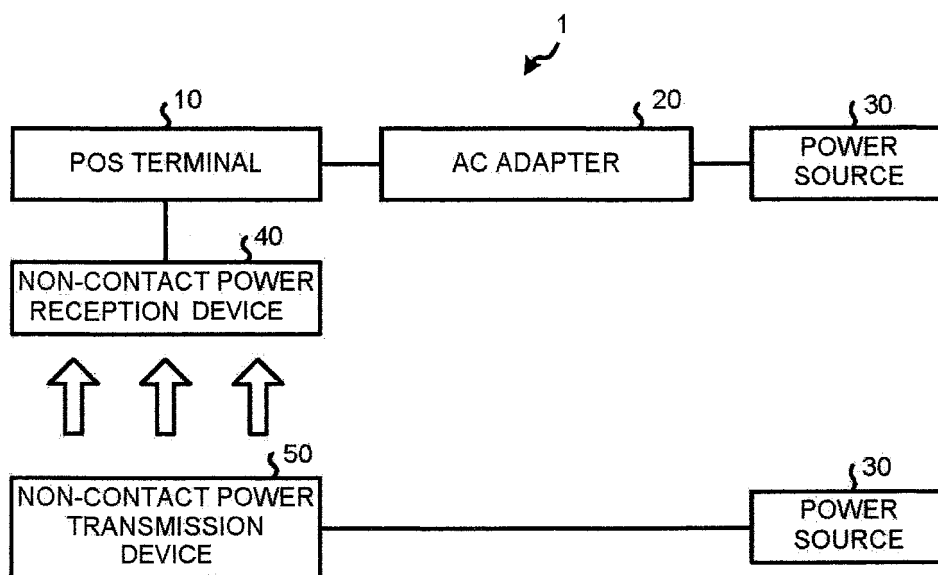 1
10
20
30
POS TERMINAL
AC ADAPTER
POWER
SOURCE
40
NON-CONTACT POWER
RECEPTION DEVICE
50
30
NON-CONTACT POWER
TRANSMISSION
DEVICE
POWER
SOURCE